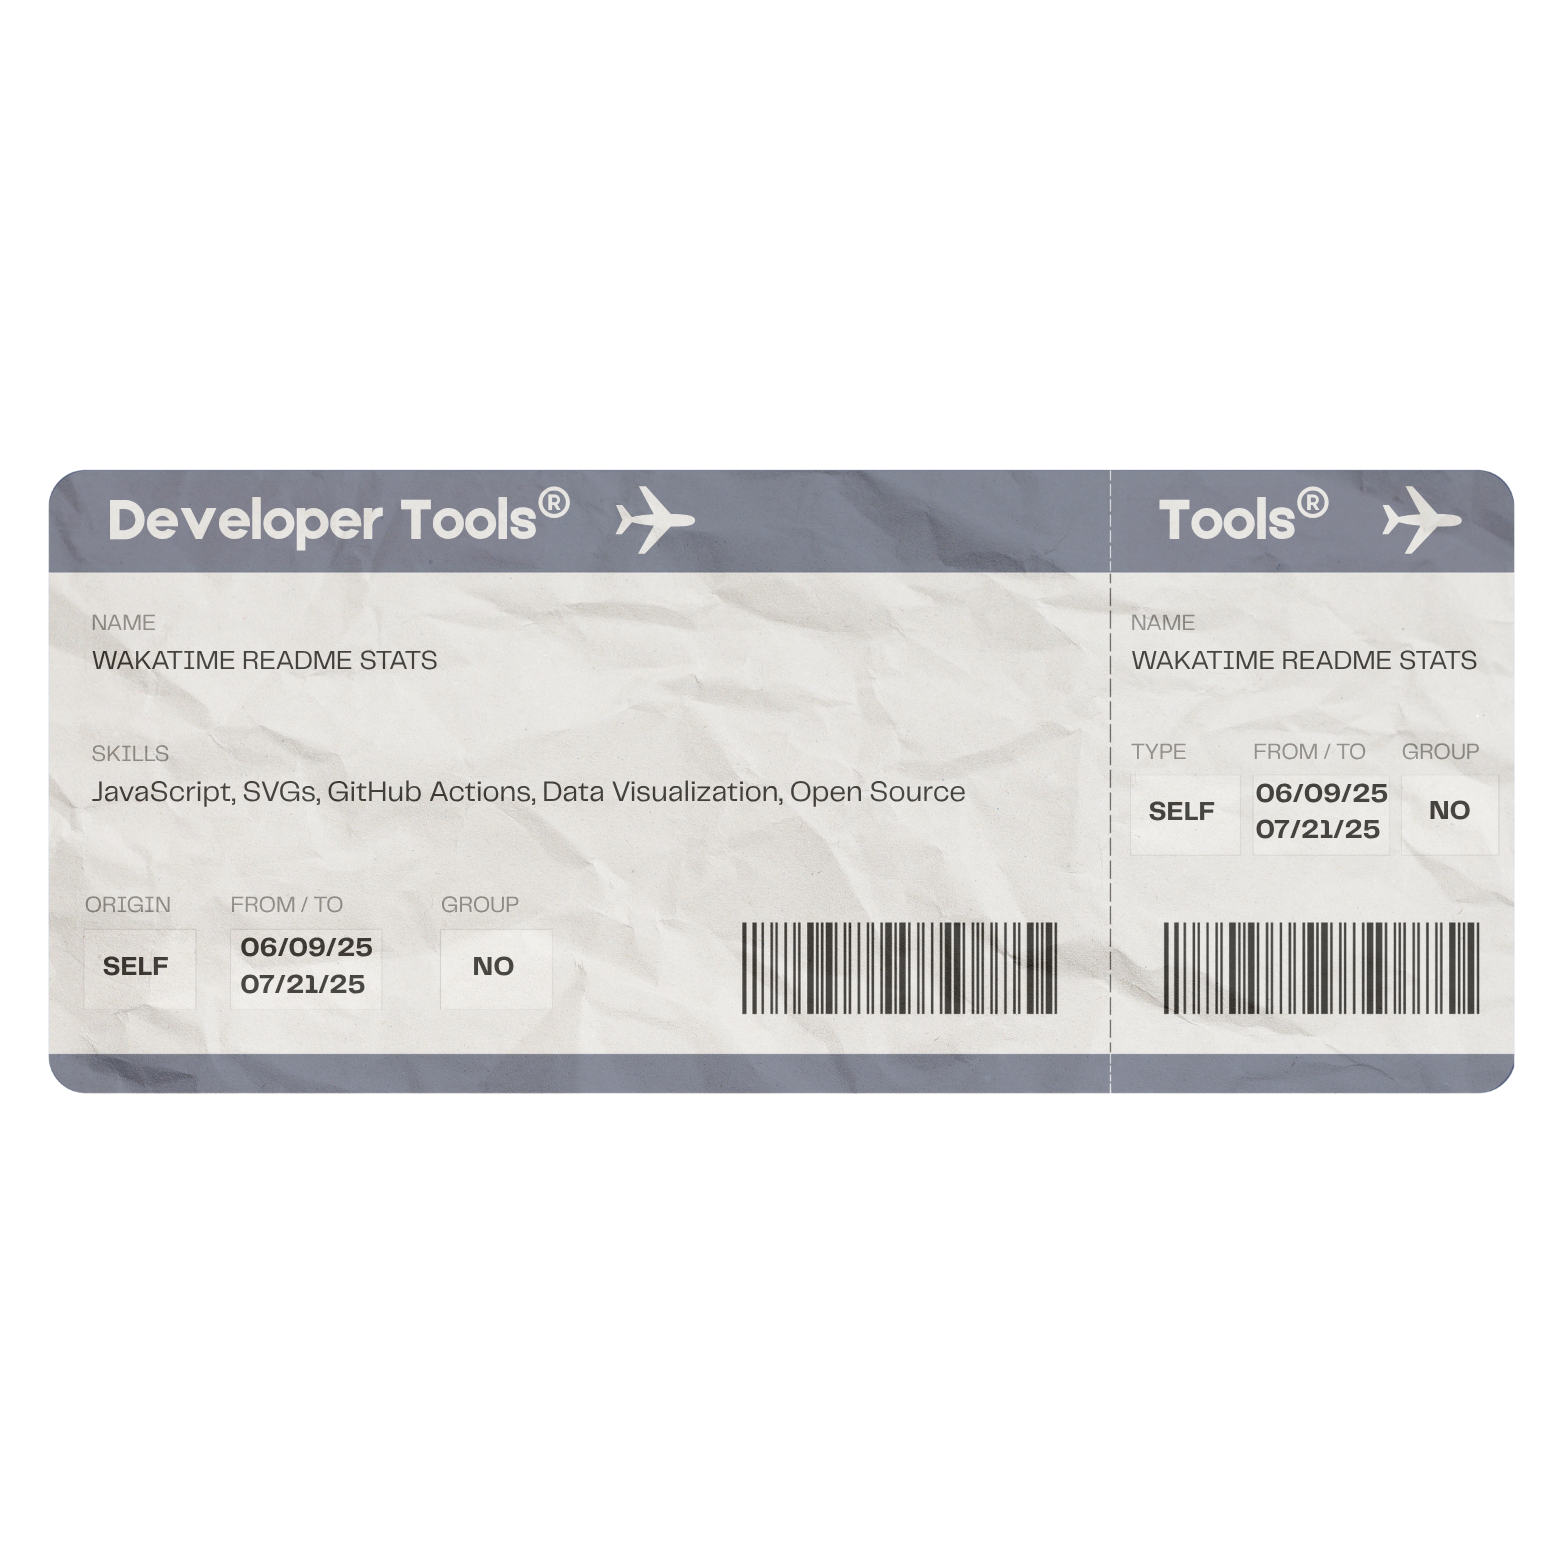 Developer Tools®
NAME
WAKATIME README STATS
SKILLS
JavaScript, SVGs, GitHub Actions, Data Visualization, Open Source
ORIGIN
SELF
FROM / TO
06/09/25
07/21/25
GROUP
NO
Tools®
NAME
WAKATIME README STATS
TYPE
SELF
FROM / TO
06/09/25
07/21/25
GROUP
NO